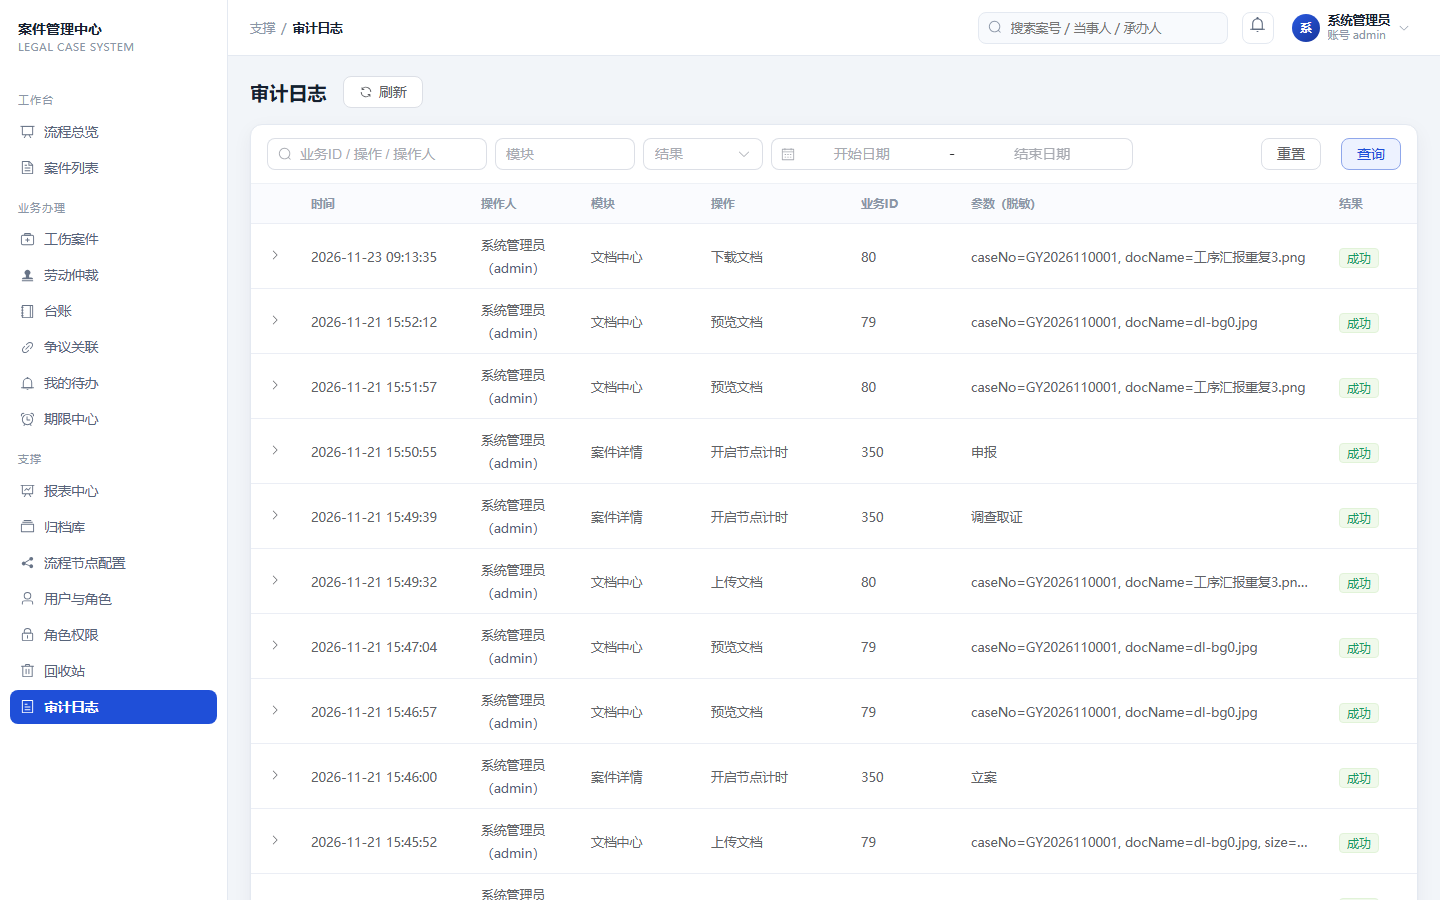 案件管理中心
LEGAL CASE SYSTEM
工作台
流程总览
案件列表
业务办理
工伤案件
劳动仲裁
台账
争议关联
我的待办
期限中心
支撑
报表中心
归档库
流程节点配置
用户与角色
角色权限
回收站
审计日志
支撑 / 审计日志
搜索案号 / 当事人 / 承办人
系
系统管理员
账号 admin
审计日志
刷新
业务ID / 操作 / 操作人
模块
结果
开始日期 - 结束日期
重置
查询
时间 操作人 模块 操作 业务ID 参数（脱敏） 结果
2026-11-23 09:13:35 系统管理员（admin） 文档中心 下载文档 80 caseNo=GY2026110001, docName=工序汇报重复3.png 成功
2026-11-21 15:52:12 系统管理员（admin） 文档中心 预览文档 79 caseNo=GY2026110001, docName=dl-bg0.jpg 成功
2026-11-21 15:51:57 系统管理员（admin） 文档中心 预览文档 80 caseNo=GY2026110001, docName=工序汇报重复3.png 成功
2026-11-21 15:50:55 系统管理员（admin） 案件详情 开启节点计时 350 申报 成功
2026-11-21 15:49:39 系统管理员（admin） 案件详情 开启节点计时 350 调查取证 成功
2026-11-21 15:49:32 系统管理员（admin） 文档中心 上传文档 80 caseNo=GY2026110001, docName=工序汇报重复3.pn... 成功
2026-11-21 15:47:04 系统管理员（admin） 文档中心 预览文档 79 caseNo=GY2026110001, docName=dl-bg0.jpg 成功
2026-11-21 15:46:57 系统管理员（admin） 文档中心 预览文档 79 caseNo=GY2026110001, docName=dl-bg0.jpg 成功
2026-11-21 15:46:00 系统管理员（admin） 案件详情 开启节点计时 350 立案 成功
2026-11-21 15:45:52 系统管理员（admin） 文档中心 上传文档 79 caseNo=GY2026110001, docName=dl-bg0.jpg, size=... 成功
系统管理员